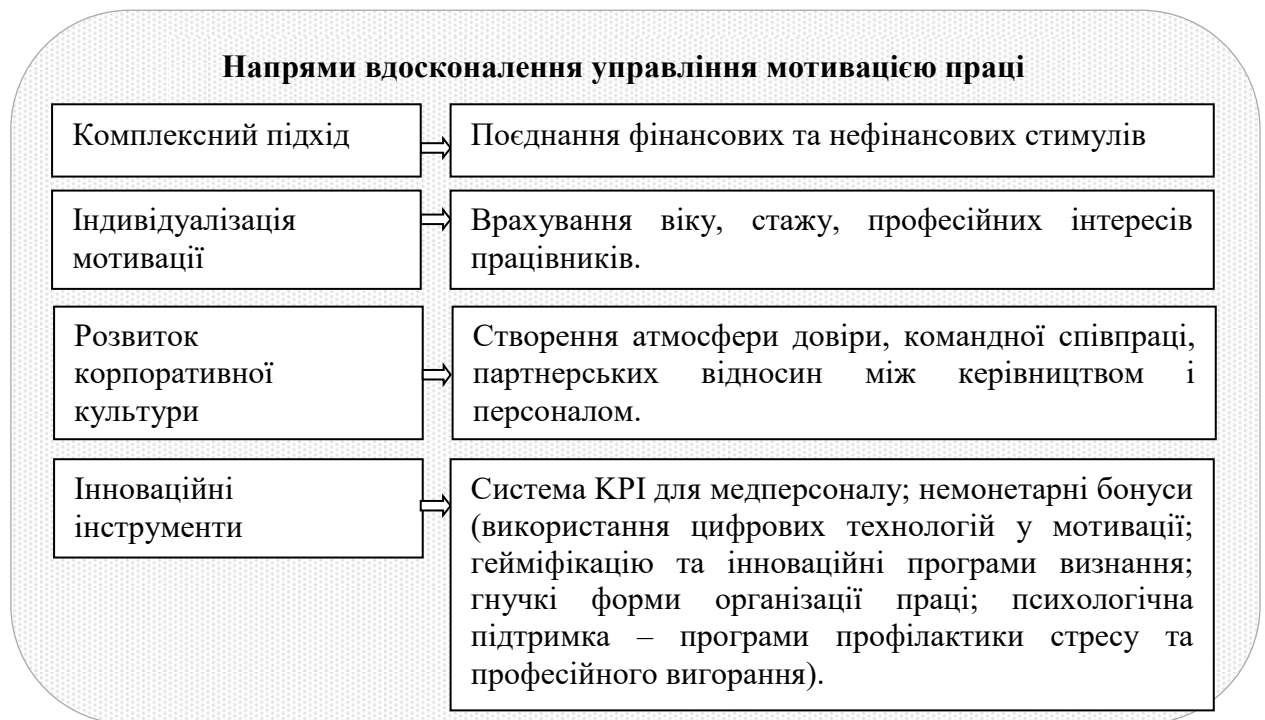 Напрями вдосконалення управління мотивацією праці
Комплексний підхід
Поєднання фінансових та нефінансових стимулів
Індивідуалізація
мотивації
Врахування віку, стажу, професійних інтересів
працівників.
Розвиток
корпоративної
культури
Створення атмосфери довіри, командної співпраці,
партнерських відносин між керівництвом і
персоналом.
Інноваційні
інструменти
Система KPI для медперсоналу; немонетарні бонуси
(використання цифрових технологій у мотивації;
гейміфікацію та інноваційні програми визнання;
гнучкі форми організації праці; психологічна
підтримка – програми профілактики стресу та
професійного вигорання).